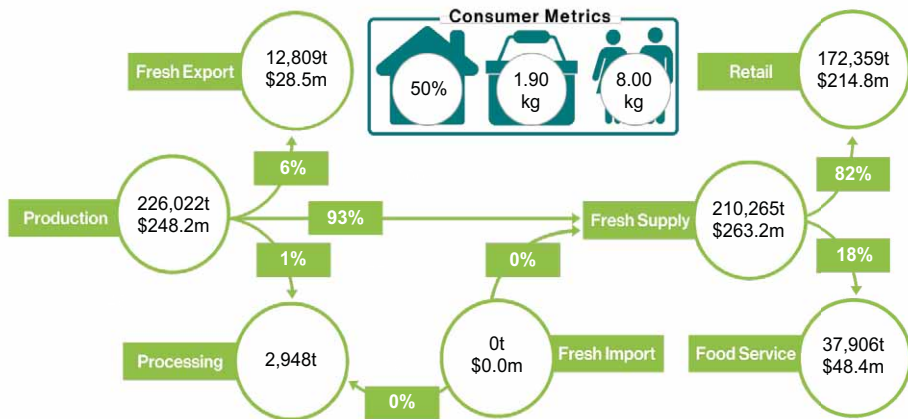 Consumer Metrics
50%
1.90
kg
8.00
kg
Fresh Export
12,809t
$28.5m
Retail
172,359t
$214.8m
6%
82%
Production
226,022t
$248.2m
93%
Fresh Supply
210,265t
$263.2m
1%
0%
18%
Processing
2,948t
0t
$0.0m
Fresh Import
Food Service
37,906t
$48.4m
0%